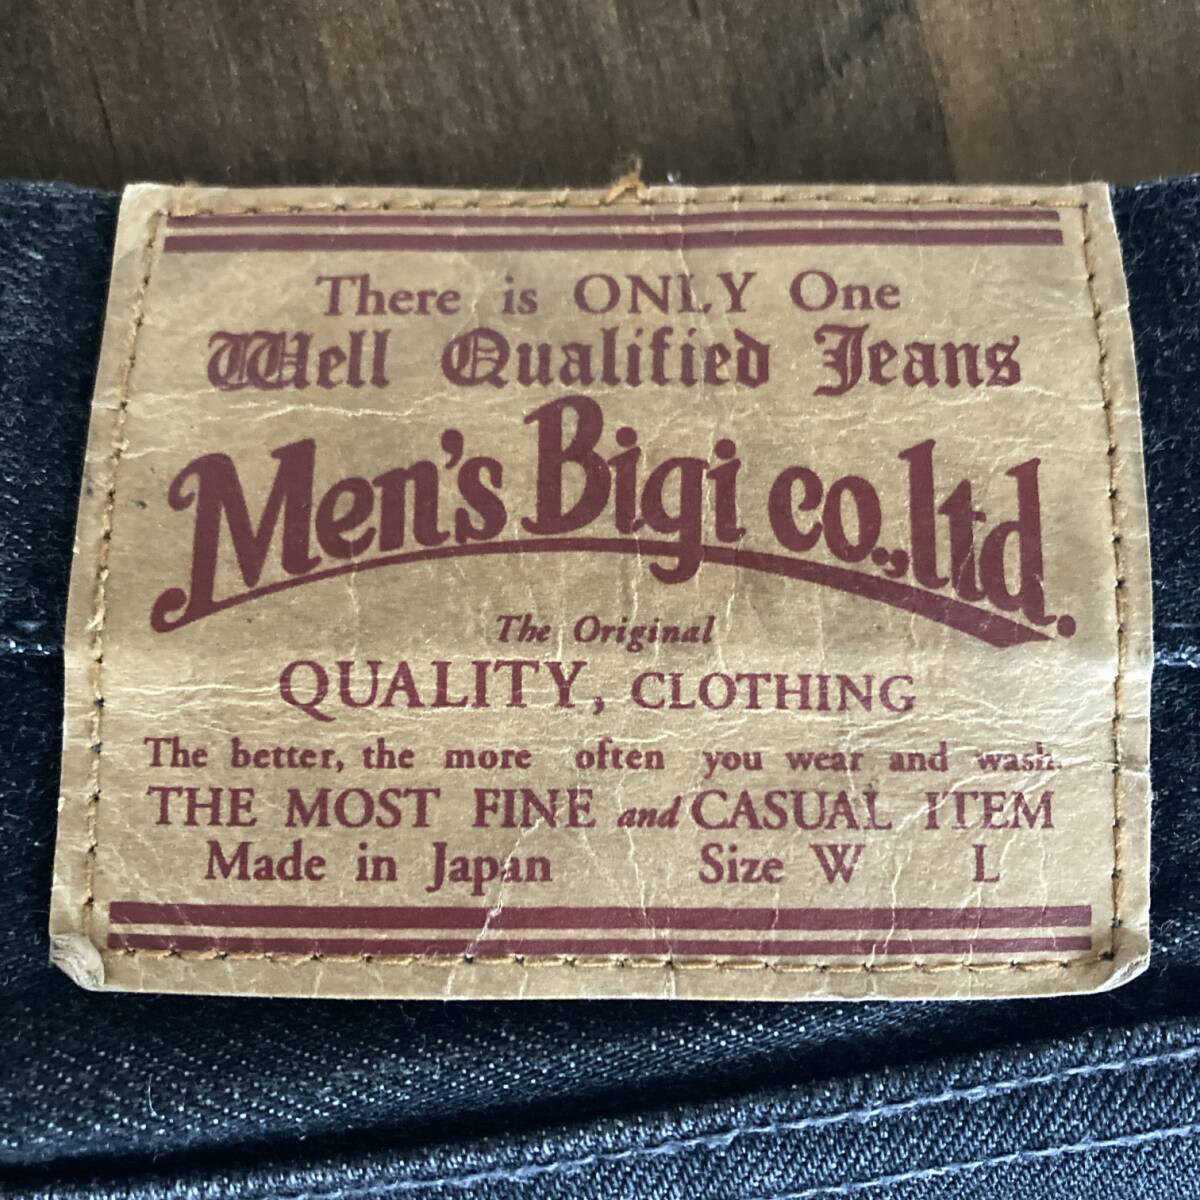 There is ONLY One
Well Qualified Jeans
Men's Bigi co.,ltd.
The Original
QUALITY, CLOTHING
The better, the more often you wear and wash.
THE MOST FINE and CASUAL ITEM
Made in Japan Size W L